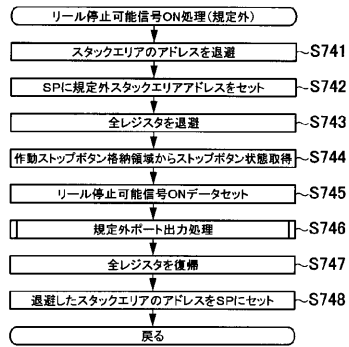 リール停止可能信号ON処理(規定外)
スタックエリアのアドレスを退避 S741
SPに規定外スタックエリアアドレスをセット S742
全レジスタを退避 S743
作動ストップボタン格納領域からストップボタン状態取得 S744
リール停止可能信号ONデータセット S745
規定外ポート出力処理 S746
全レジスタを復帰 S747
退避したスタックエリアのアドレスをSPにセット S748
戻る